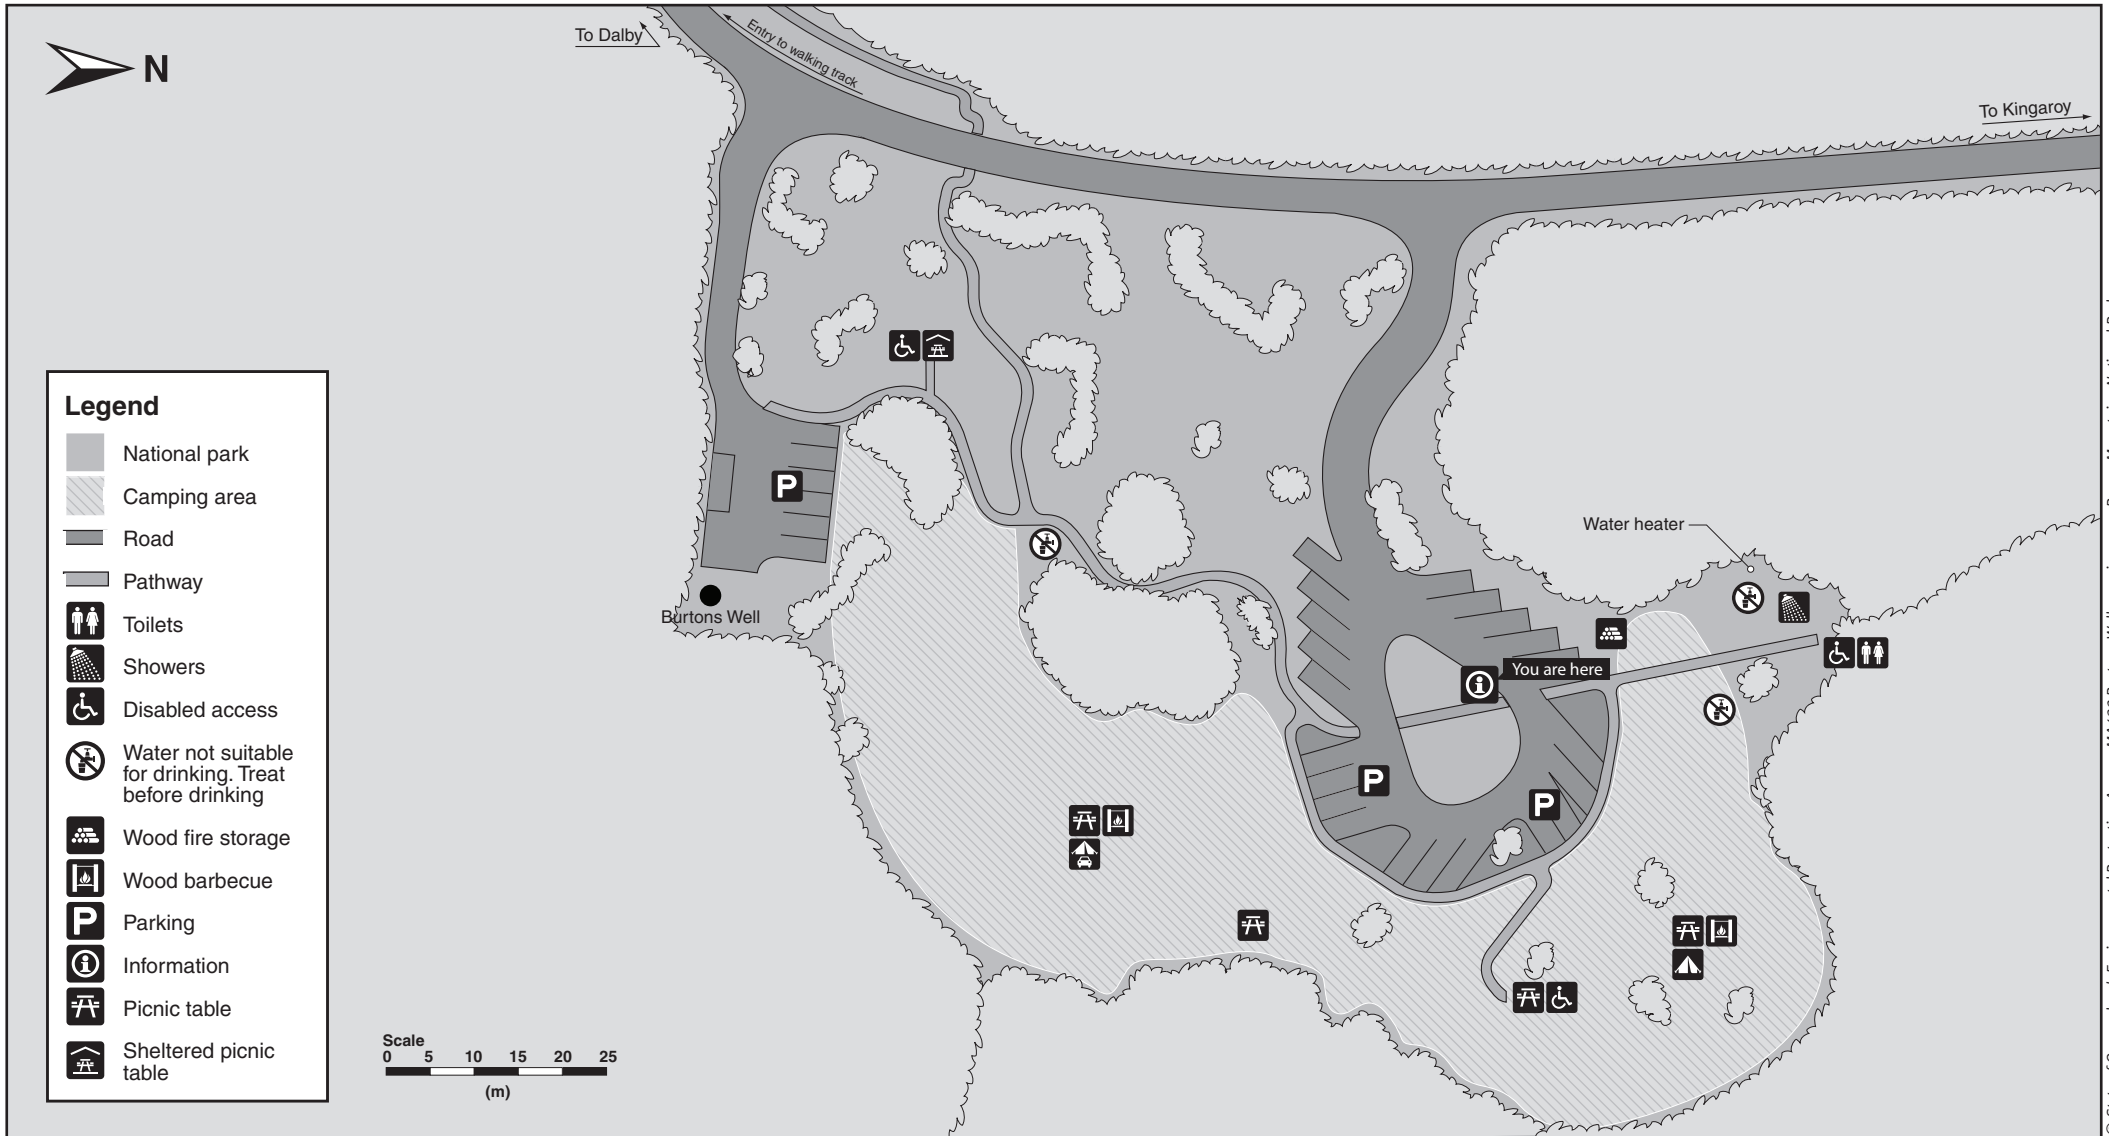 To Dalby
Entry to walking track
To Kingaroy
N
Legend
National park
Camping area
Road
Pathway
Toilets
Showers
Disabled access
Water not suitable
for drinking. Treat
before drinking
Wood fire storage
Wood barbecue
Parking
Information
Picnic table
Sheltered picnic
table
P
P
Burtons Well
Water heater
You are here
P
P
Scale
0 5 10 15 20 25
(m)